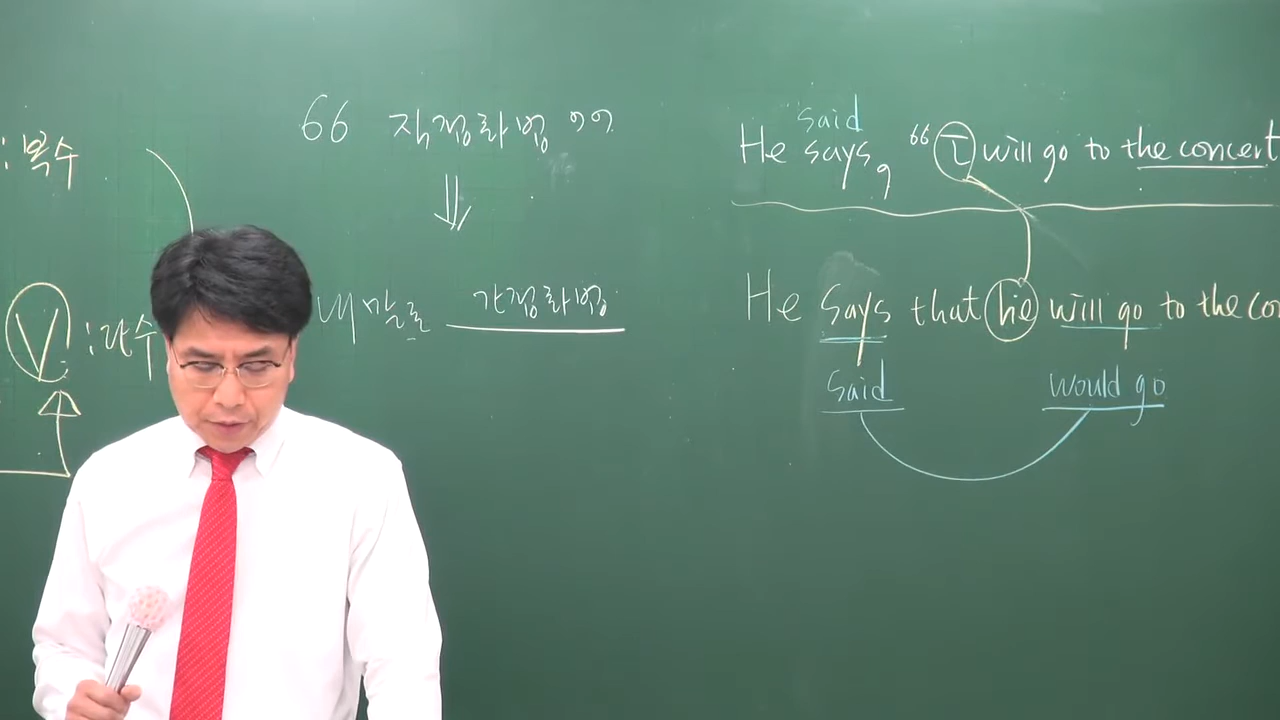 : 복수
V : 단수
66 직접화법 99
⇓
내 말로 간접화법
said
He says, 66 I will go to the concert
He says that he will go to the con
said would go